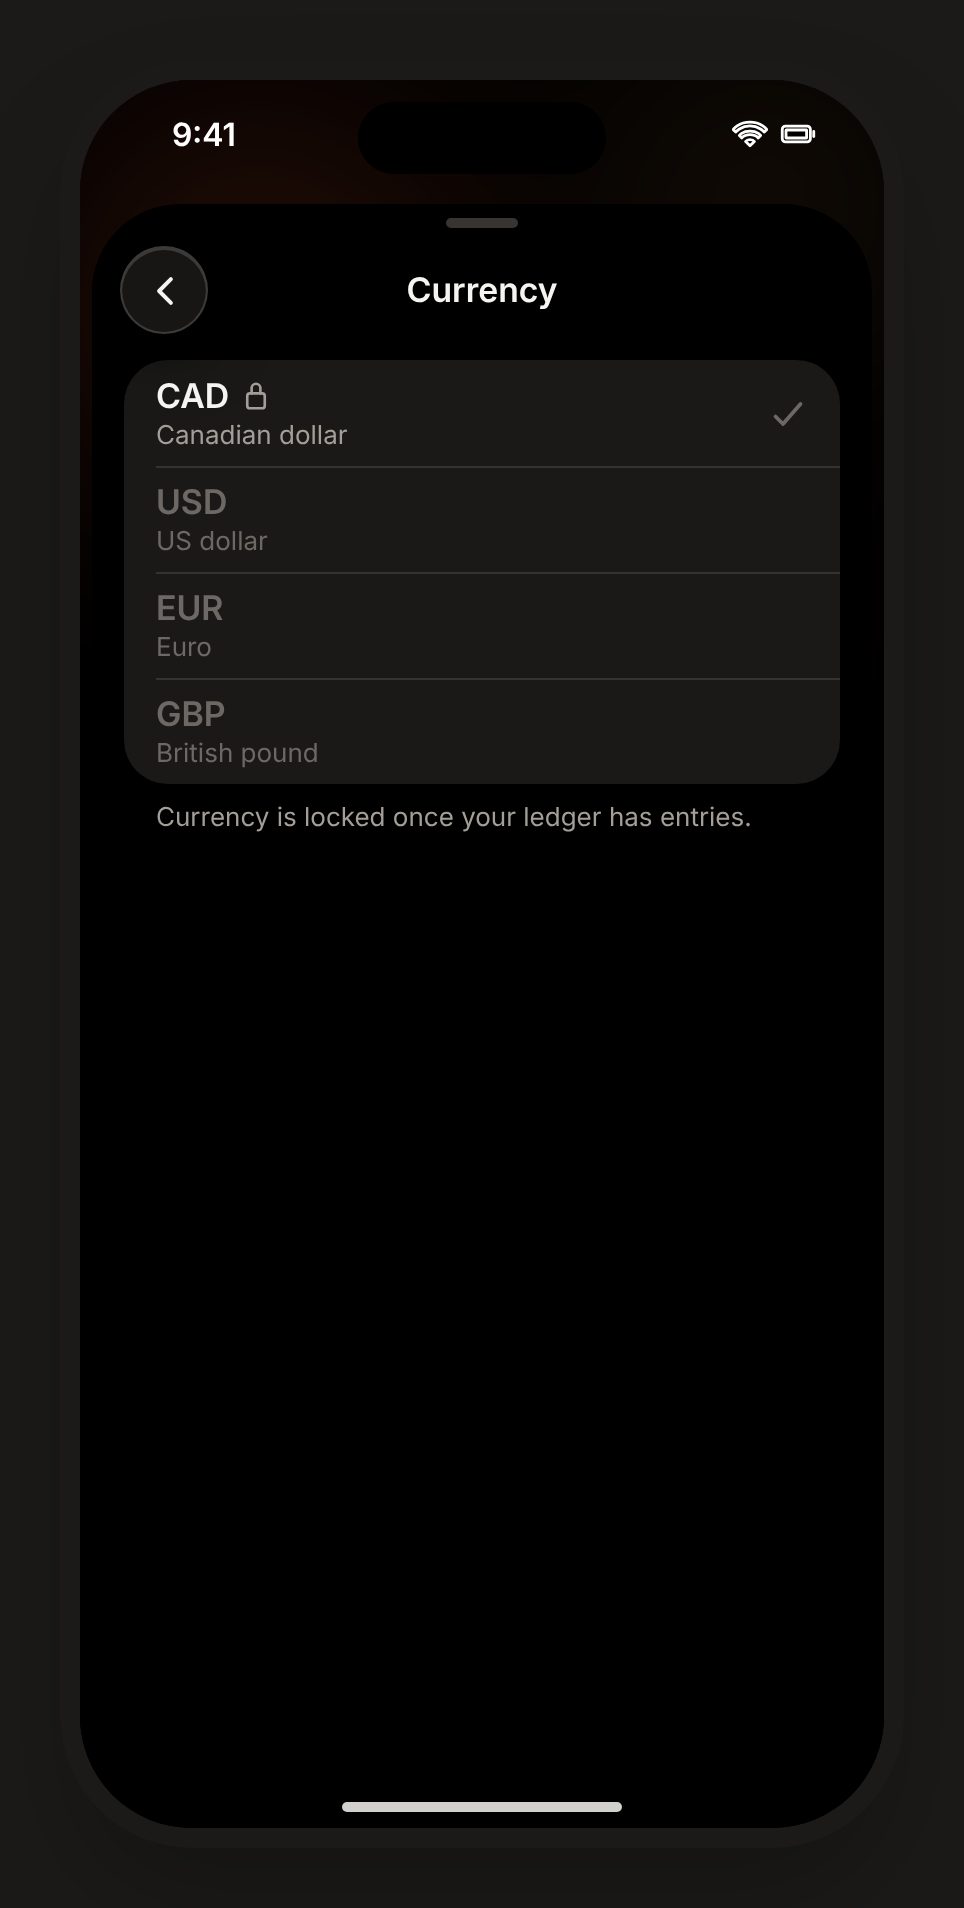 9:41
Currency
CAD
Canadian dollar
USD
US dollar
EUR
Euro
GBP
British pound
Currency is locked once your ledger has entries.